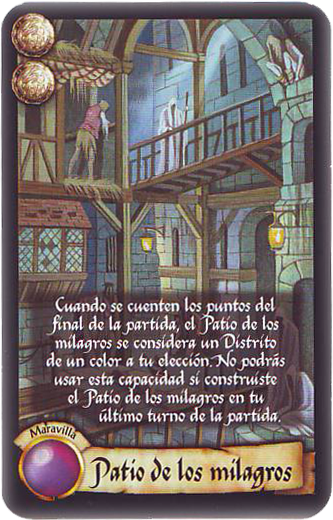 Cuando se cuenten los puntos del
final de la partida, el Patio de los
milagros se considera un Distrito
de un color a tu elección. No podrás
usar esta capacidad si construiste
el Patio de los milagros en tu
último turno de la partida.
Maravilla
Patio de los milagros